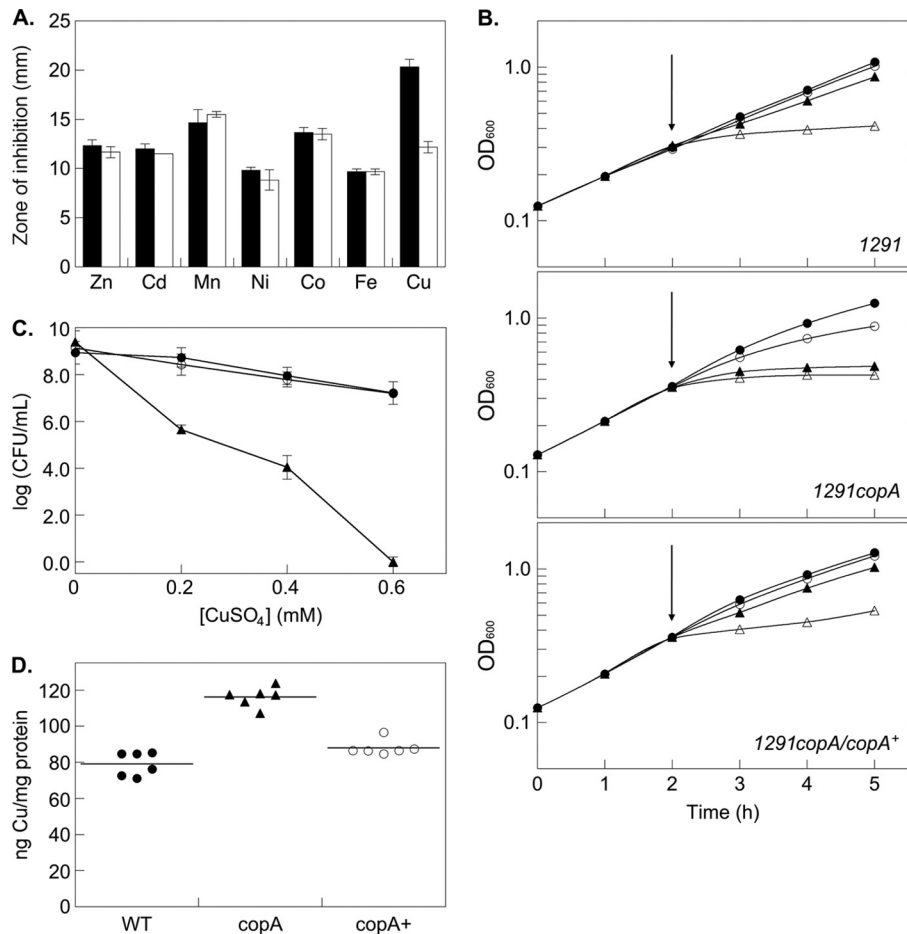 A.
Zone of inhibition (mm)
25
20
15
10
5
0
Zn Cd Mn Ni Co Fe Cu
B.
OD₆₀₀
1.0
0.1
1291
OD₆₀₀
1.0
0.1
1291copA
OD₆₀₀
1.0
0.1
1291copA/copA⁺
0 1 2 3 4 5
Time (h)
C.
log (CFU/mL)
10
8.0
6.0
4.0
2.0
0.0
0 0.2 0.4 0.6
[CuSO₄] (mM)
D.
ng Cu/mg protein
120
100
80
60
40
20
0
WT copA copA+